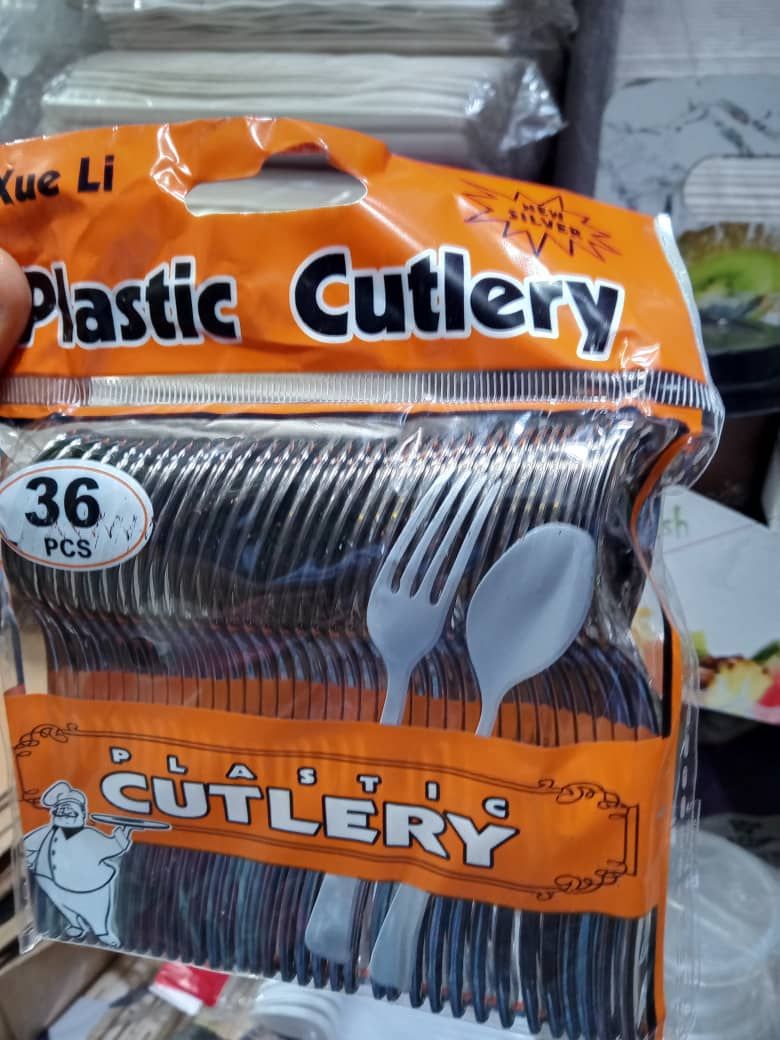 Xue Li
NEW
SILVER
Plastic Cutlery
36
PCS
PLASTIC
CUTLERY